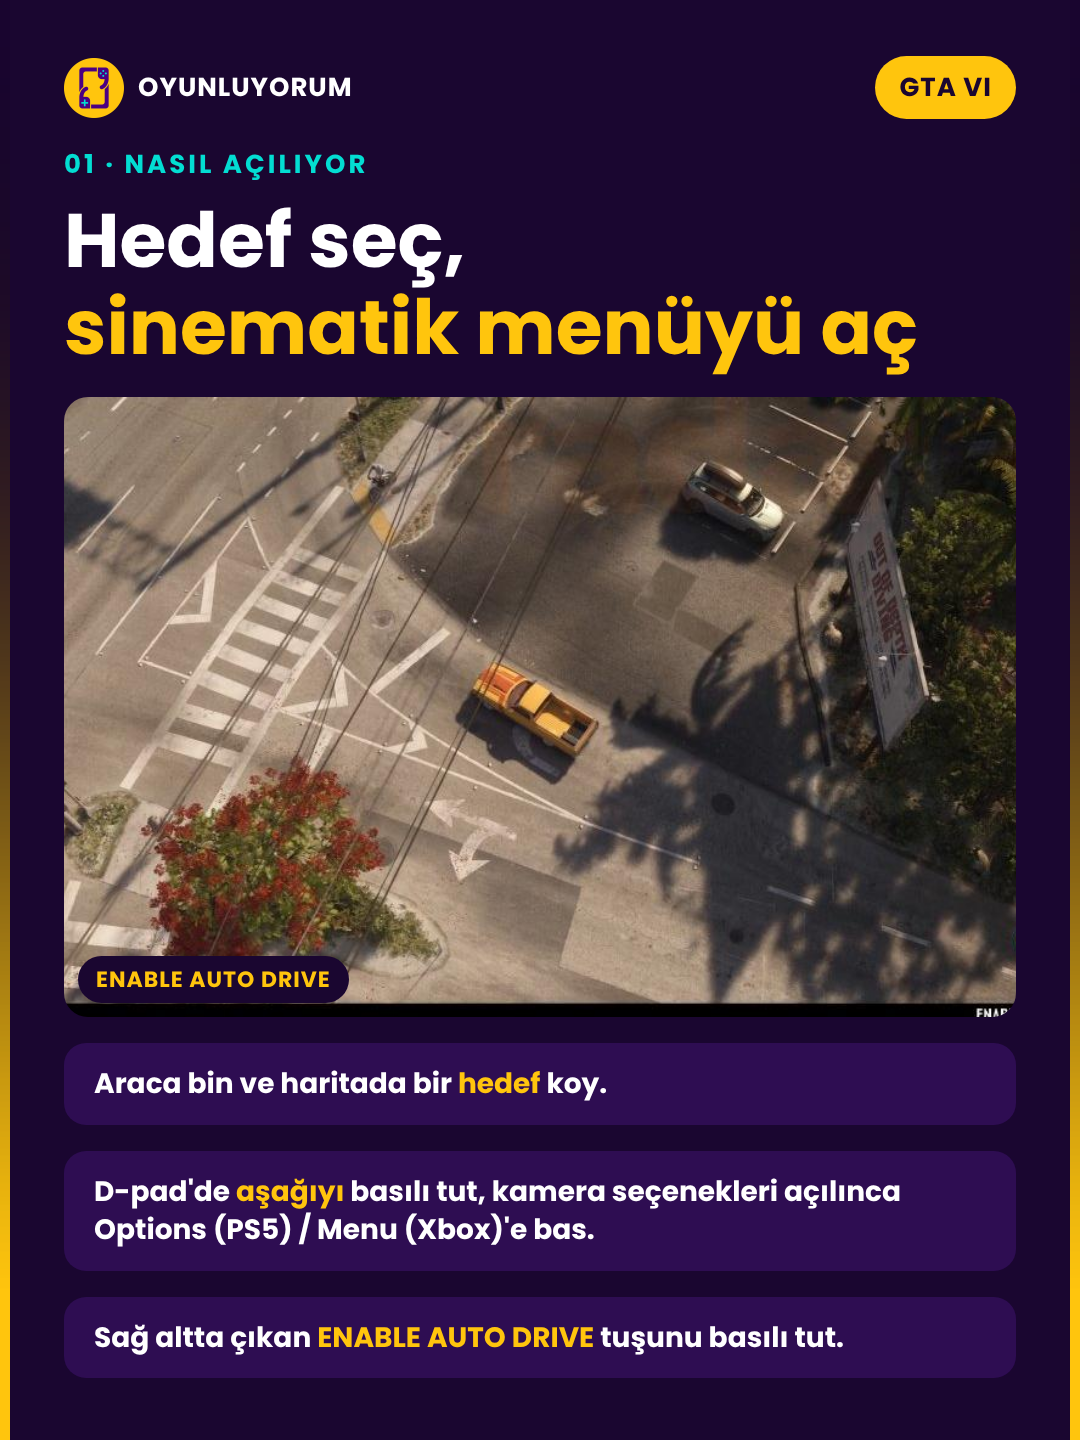 OYUNLUYORUM
GTA VI
01 · NASIL AÇILIYOR
Hedef seç,
sinematik menüyü aç
ENABLE AUTO DRIVE
Araca bin ve haritada bir hedef koy.
D-pad'de aşağıyı basılı tut, kamera seçenekleri açılınca
Options (PS5) / Menu (Xbox)'e bas.
Sağ altta çıkan ENABLE AUTO DRIVE tuşunu basılı tut.